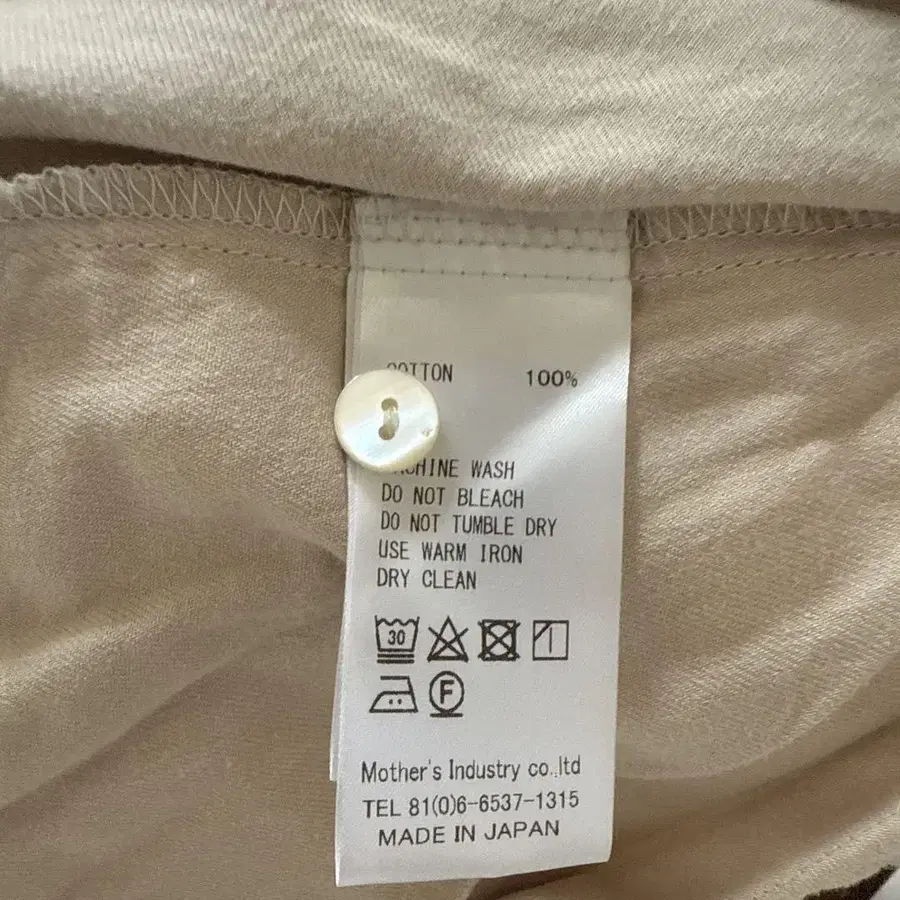 COTTON 100%
MACHINE WASH
DO NOT BLEACH
DO NOT TUMBLE DRY
USE WARM IRON
DRY CLEAN
30
F
Mother's Industry co.,ltd
TEL 81(0)6-6537-1315
MADE IN JAPAN